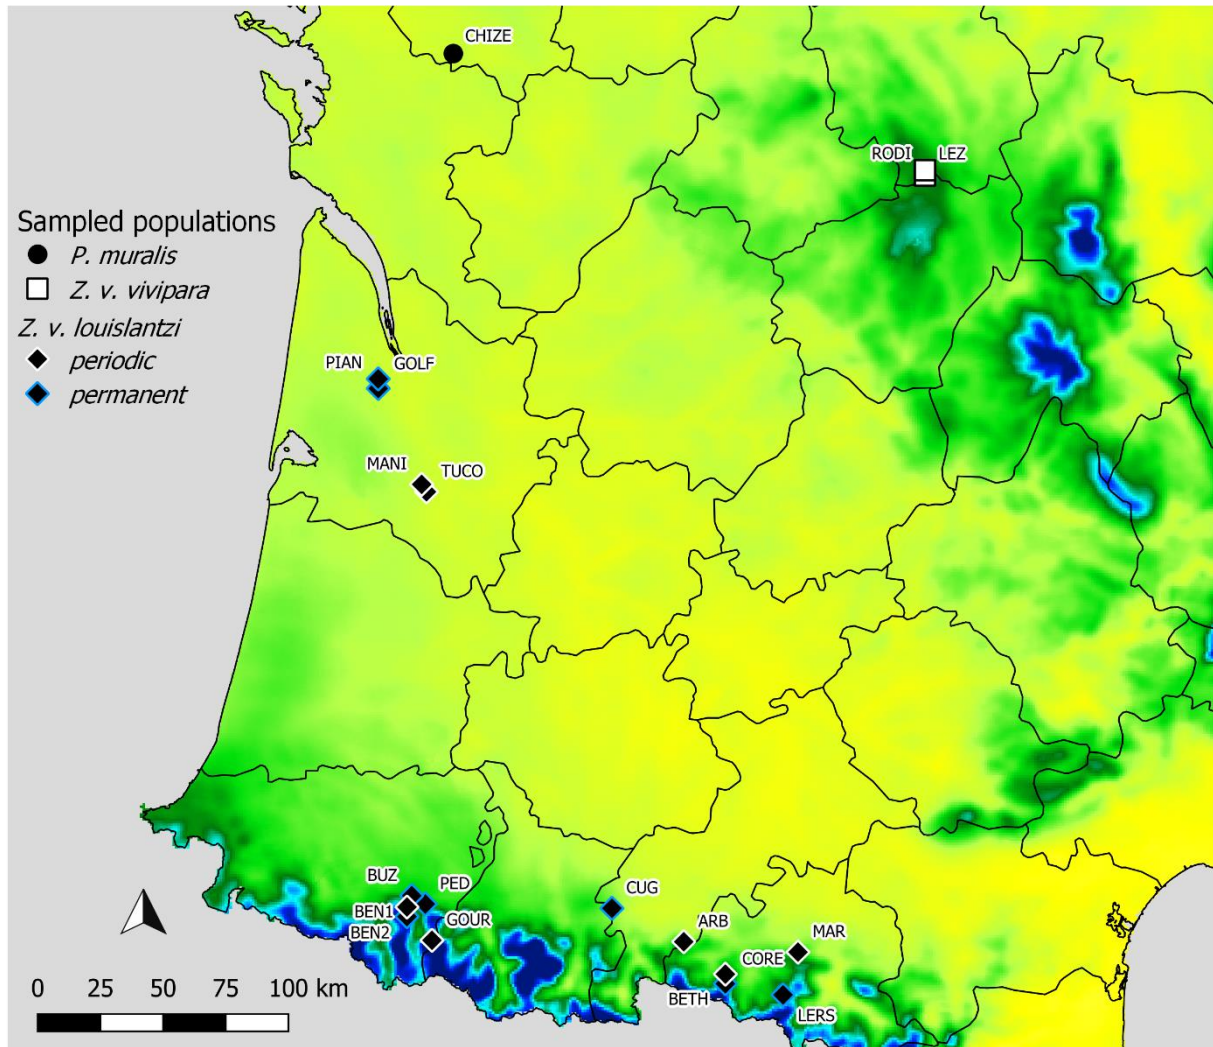 CHIZE
RODI LEZ
Sampled populations
P. muralis
Z. v. vivipara
Z. v. louislantzi
periodic
permanent
PIAN GOLF
MANI TUCO
BUZ PED
BEN1 GOUR
BEN2
CUG
ARB
CORE MAR
BETH LERS
0 25 50 75 100 km